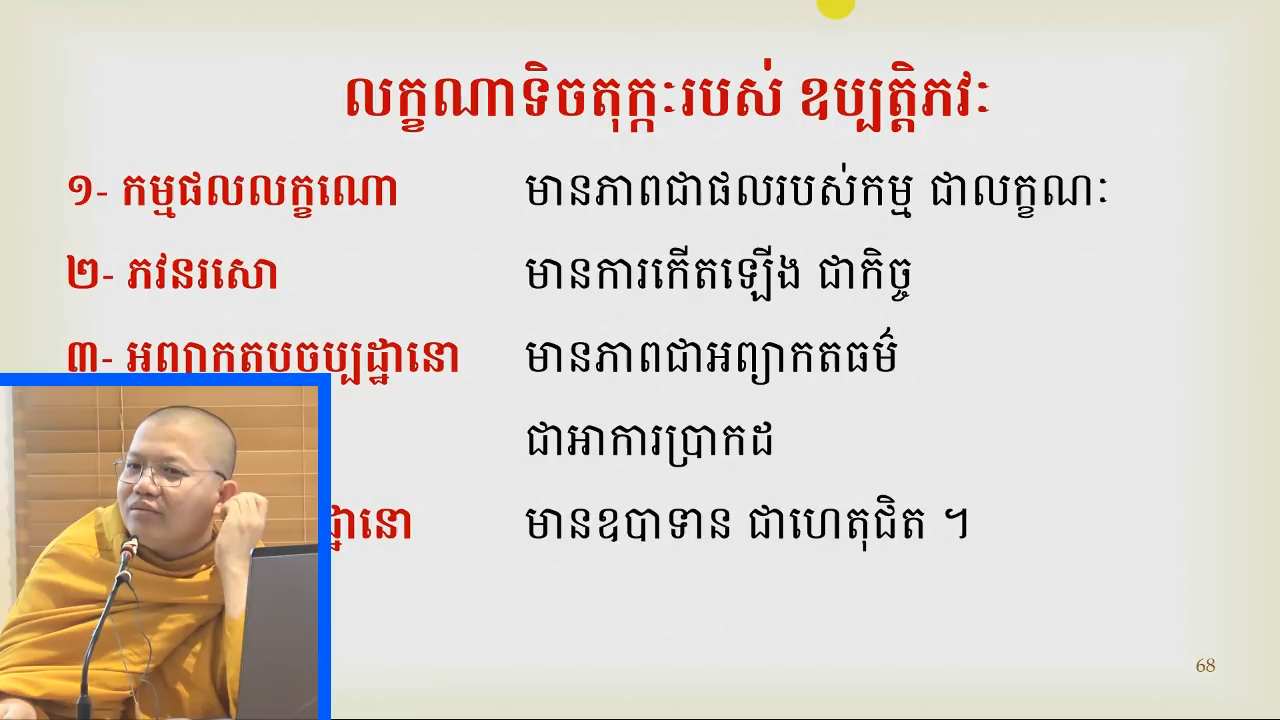 លក្ខណាទិចតុក្កៈរបស់ ឧប្បត្តិភវៈ
១- កម្មផលលក្ខណោ មានភាពជាផលរបស់កម្ម ជាលក្ខណៈ
២- ភវនរសោ មានការកើតឡើង ជាកិច្ច
៣- អព្យាកតបចប្បដ្ឋានោ មានភាពជាអព្យាកតធម៌
ជាអាការប្រាកដ
មានឧបាទាន ជាហេតុជិត ។
68